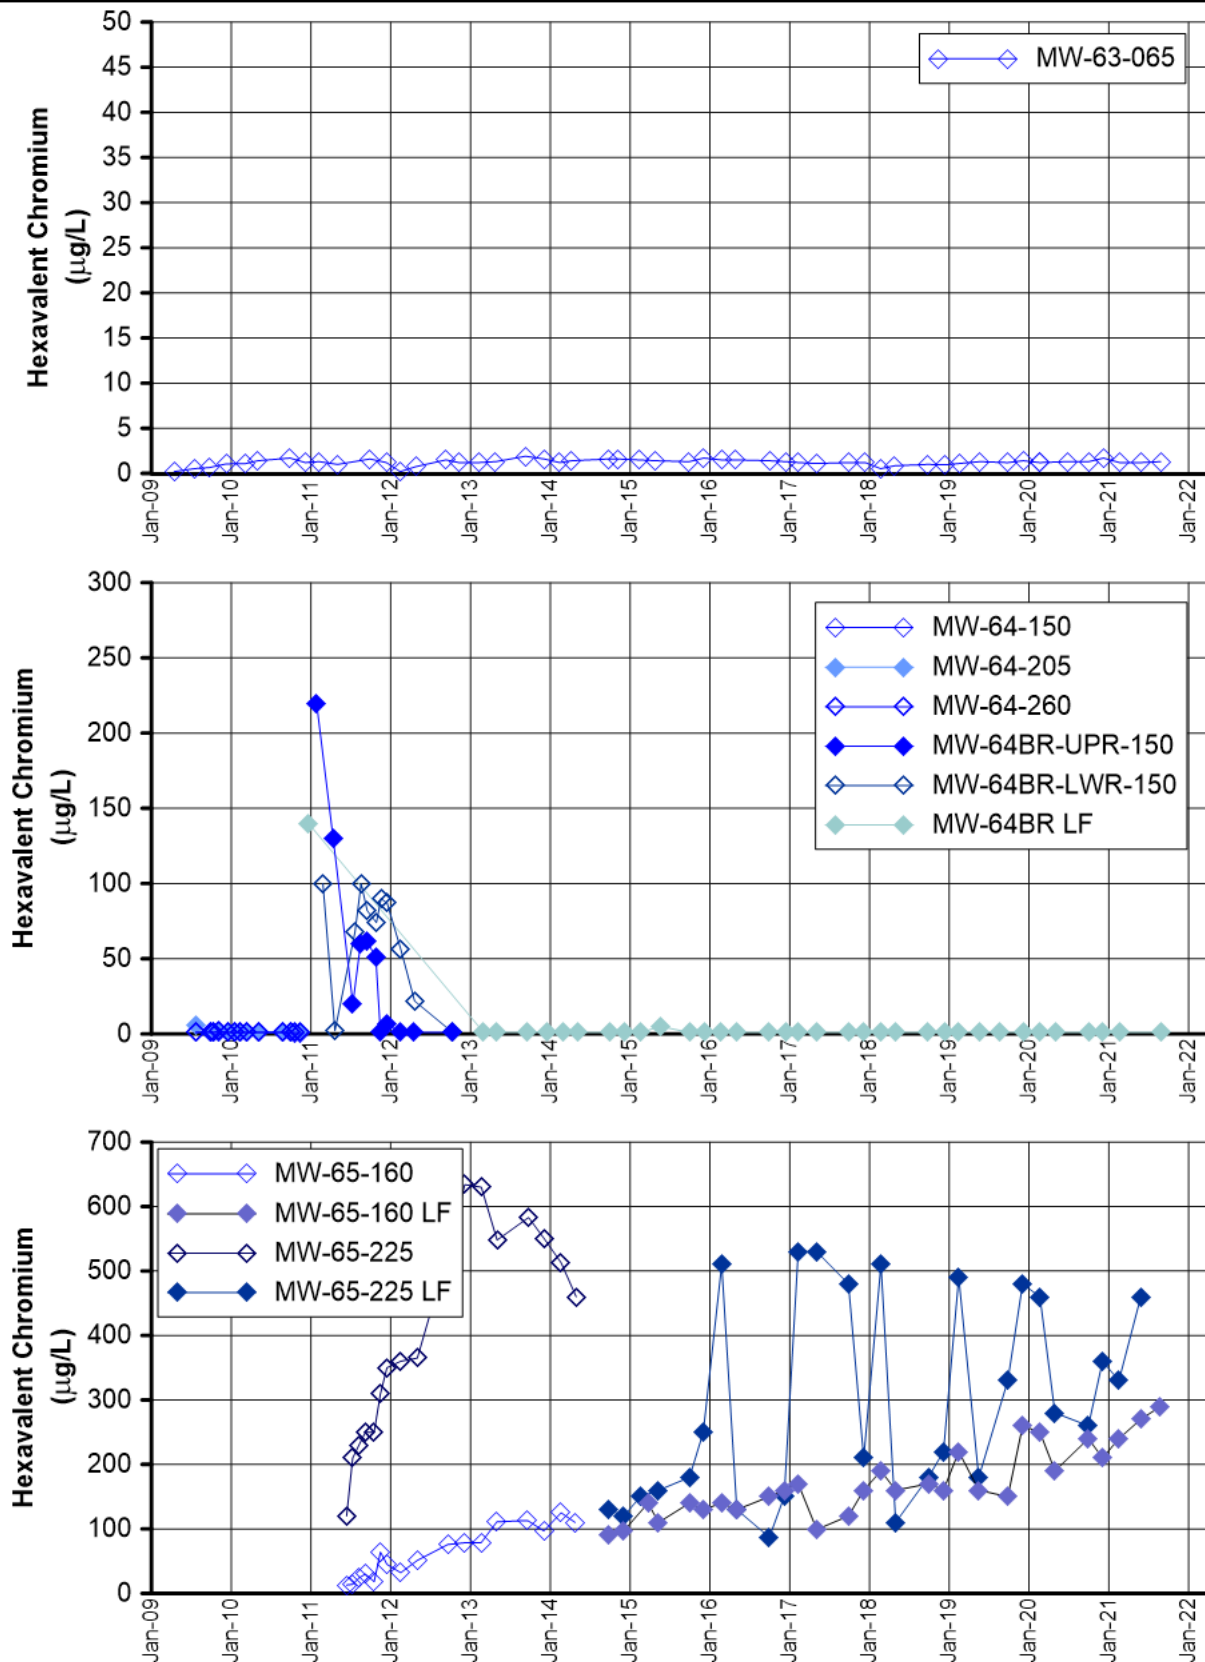 Hexavalent Chromium
(µg/L)
50
45
40
35
30
25
20
15
10
5
0
MW-63-065
Jan-09
Jan-10
Jan-11
Jan-12
Jan-13
Jan-14
Jan-15
Jan-16
Jan-17
Jan-18
Jan-19
Jan-20
Jan-21
Jan-22
Hexavalent Chromium
(µg/L)
300
250
200
150
100
50
0
MW-64-150
MW-64-205
MW-64-260
MW-64BR-UPR-150
MW-64BR-LWR-150
MW-64BR LF
Jan-09
Jan-10
Jan-11
Jan-12
Jan-13
Jan-14
Jan-15
Jan-16
Jan-17
Jan-18
Jan-19
Jan-20
Jan-21
Jan-22
Hexavalent Chromium
(µg/L)
700
600
500
400
300
200
100
0
MW-65-160
MW-65-160 LF
MW-65-225
MW-65-225 LF
Jan-09
Jan-10
Jan-11
Jan-12
Jan-13
Jan-14
Jan-15
Jan-16
Jan-17
Jan-18
Jan-19
Jan-20
Jan-21
Jan-22